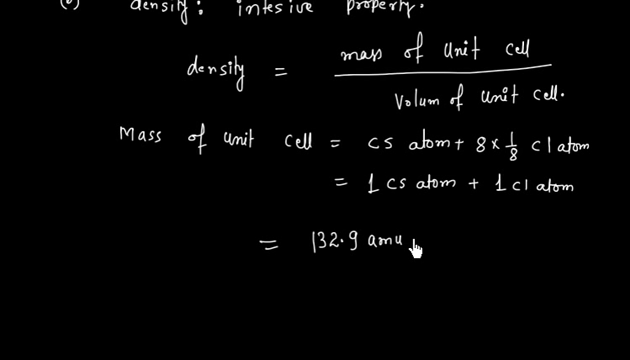 density: intesive property.
density = mass of unit cell / Volum of unit cell.
Mass of unit cell = Cs atom + 8 × 1/8 Cl atom
= 1 Cs atom + 1 Cl atom
= 132.9 amu